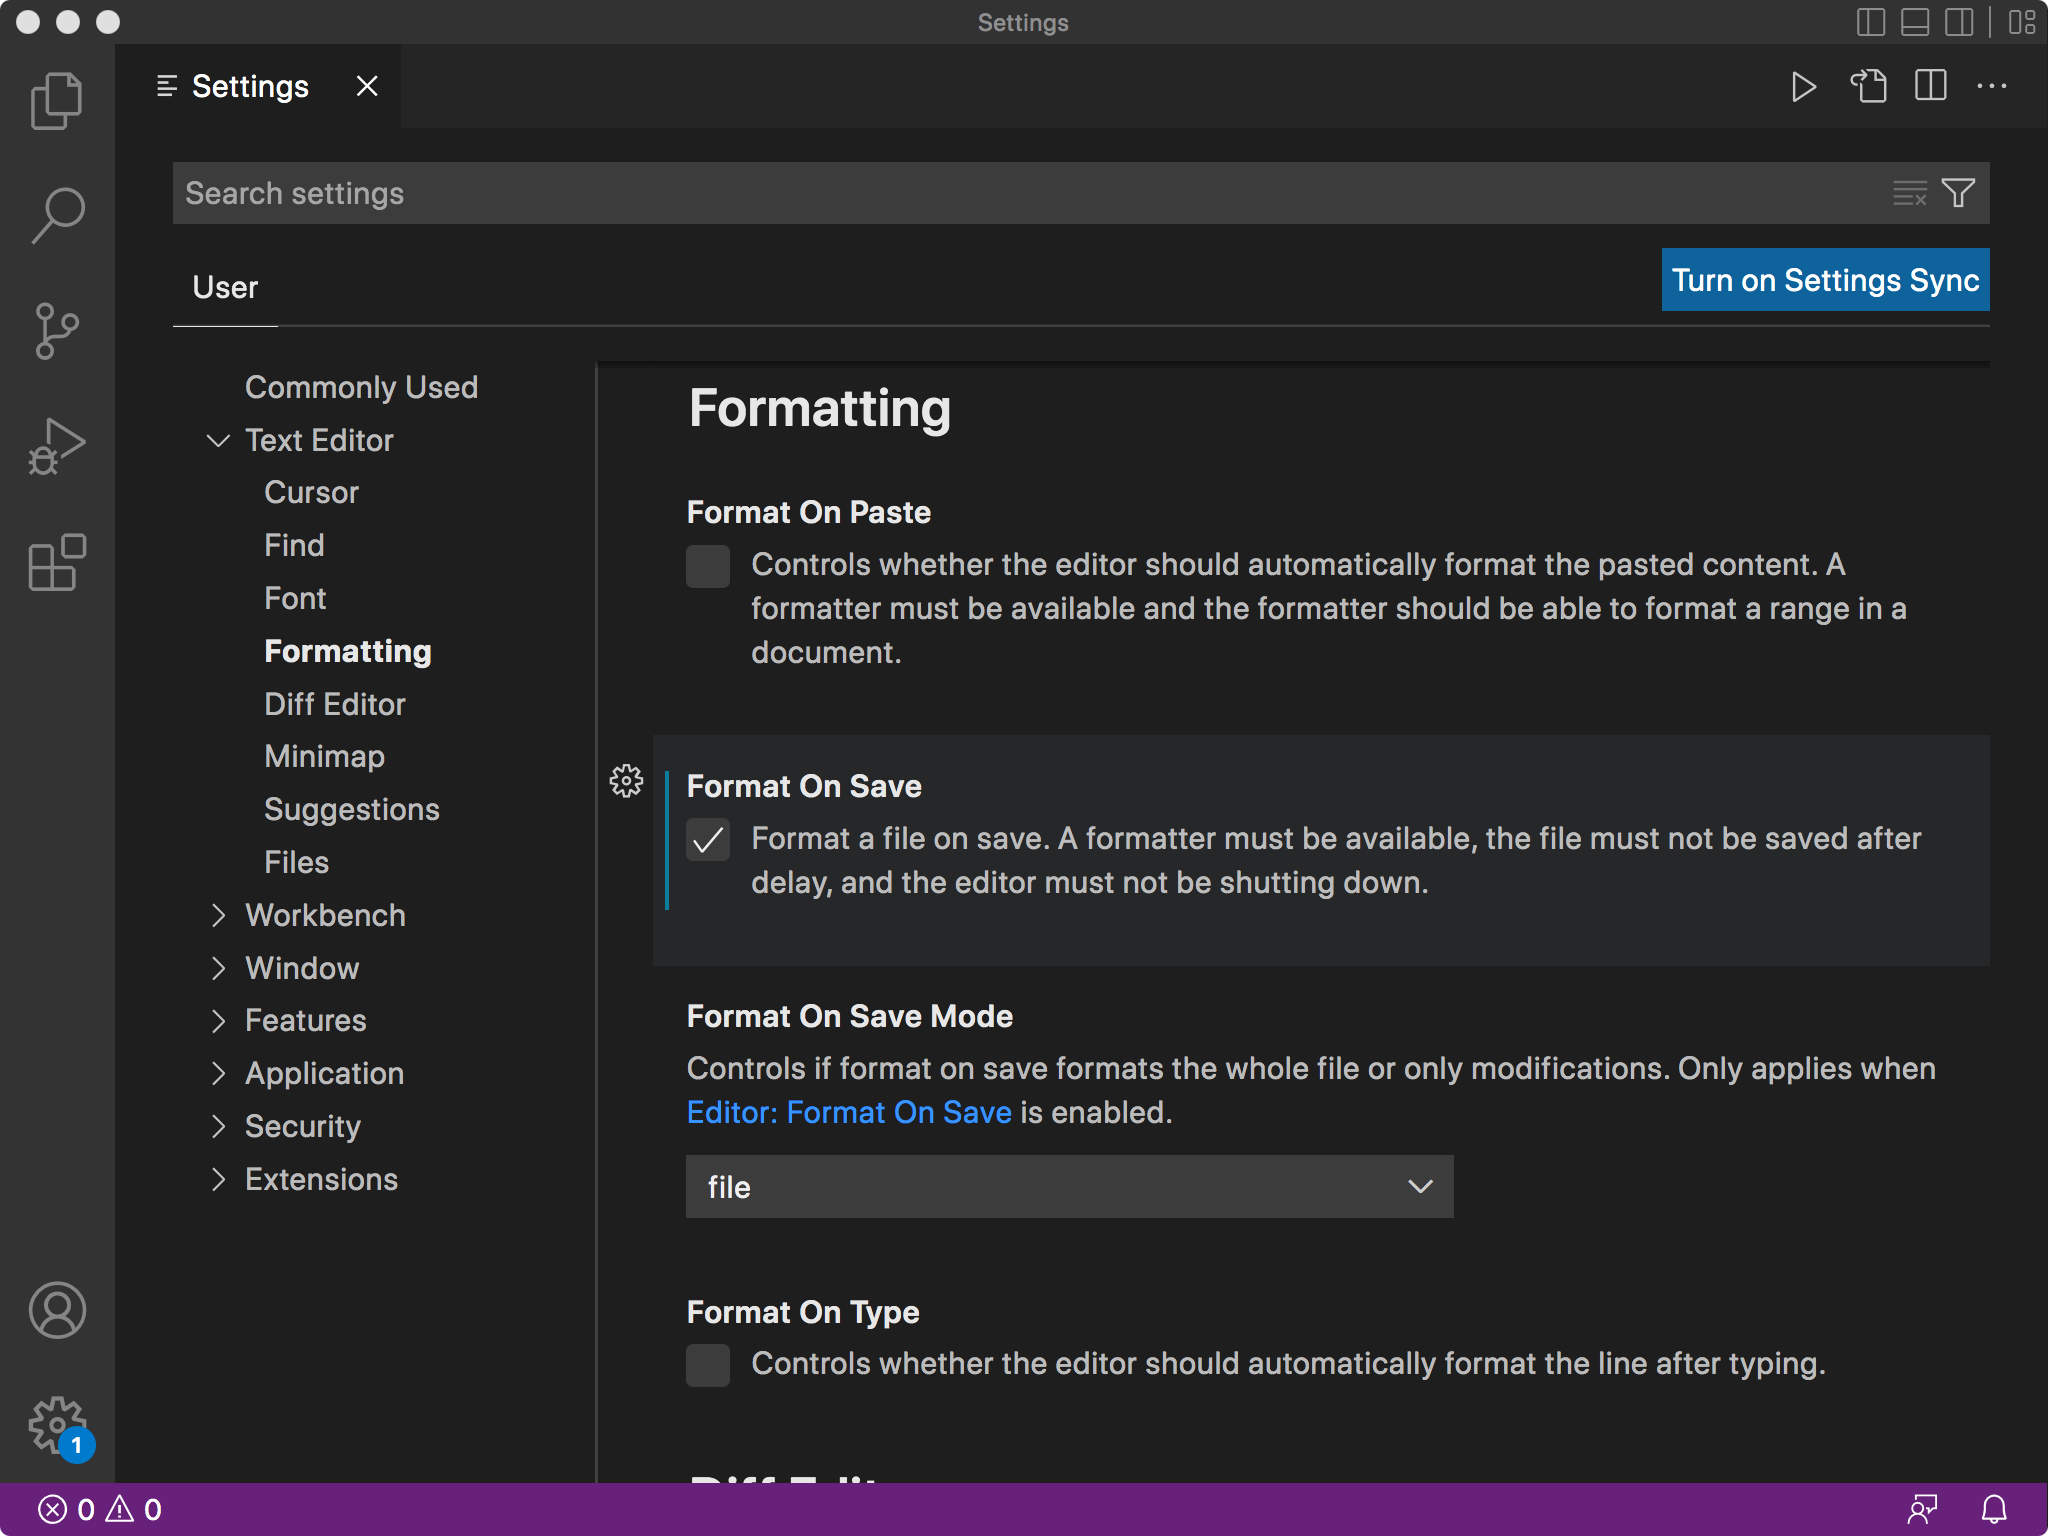 Settings
Settings
Search settings
User
Turn on Settings Sync
Commonly Used
Text Editor
Cursor
Find
Font
Formatting
Diff Editor
Minimap
Suggestions
Files
Workbench
Window
Features
Application
Security
Extensions
Formatting
Format On Paste
Controls whether the editor should automatically format the pasted content. A
formatter must be available and the formatter should be able to format a range in a
document.
Format On Save
Format a file on save. A formatter must be available, the file must not be saved after
delay, and the editor must not be shutting down.
Format On Save Mode
Controls if format on save formats the whole file or only modifications. Only applies when
Editor: Format On Save is enabled.
file
Format On Type
Controls whether the editor should automatically format the line after typing.
Diff Edit
1
0 0